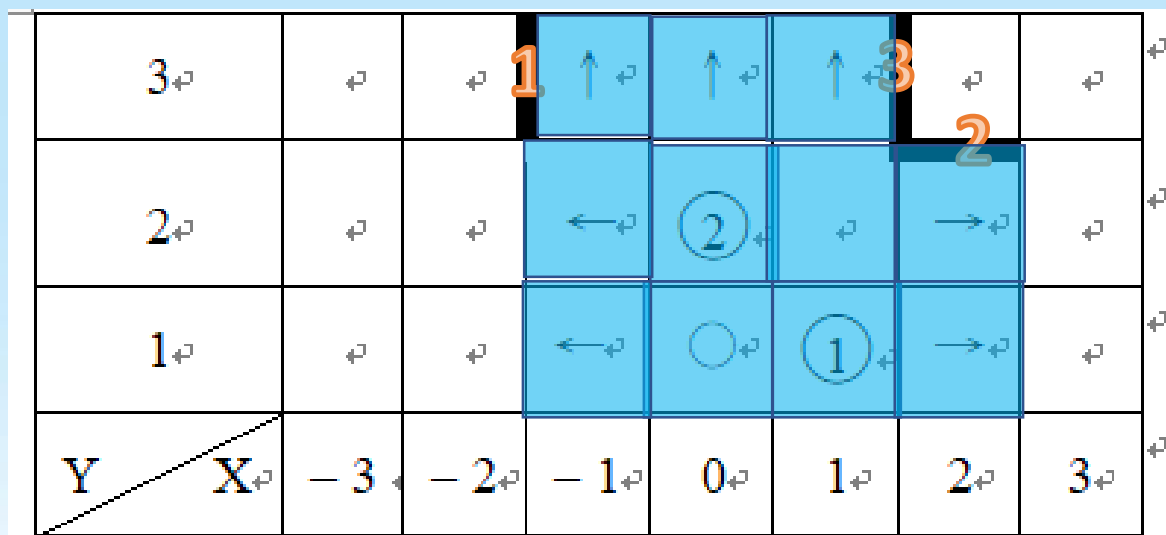 3↵ ↵ ↵ 1 ↑↵ ↑↵ ↑↵ 3 ↵ ↵ ↵
2
2↵ ↵ ↵ ←↵ ②↵ ↵ →↵ ↵ ↵
1↵ ↵ ↵ ←↵ ○↵ ①↵ →↵ ↵ ↵
Y X↵ －3↵ －2↵ －1↵ 0↵ 1↵ 2↵ 3↵ ↵